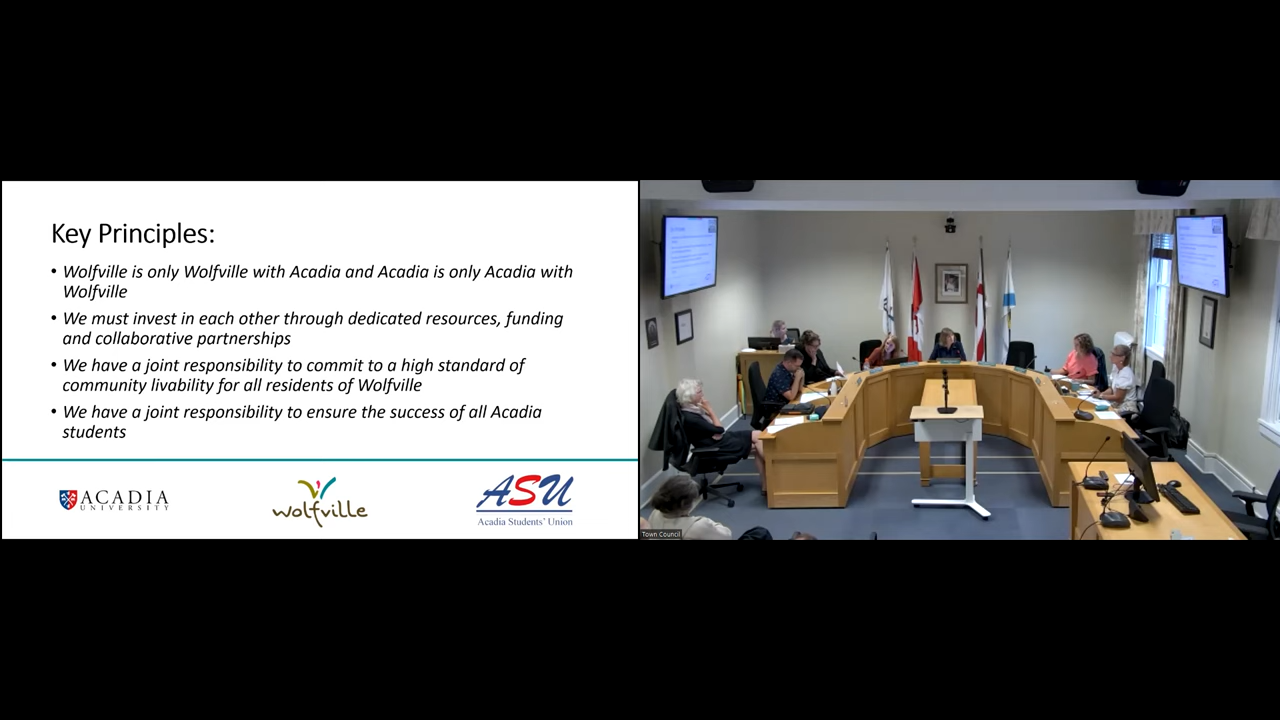 Key Principles:
• Wolfville is only Wolfville with Acadia and Acadia is only Acadia with
Wolfville
• We must invest in each other through dedicated resources, funding
and collaborative partnerships
• We have a joint responsibility to commit to a high standard of
community livability for all residents of Wolfville
• We have a joint responsibility to ensure the success of all Acadia
students
ACADIA
UNIVERSITY
wolfville
ASU
Acadia Students' Union
Town Council